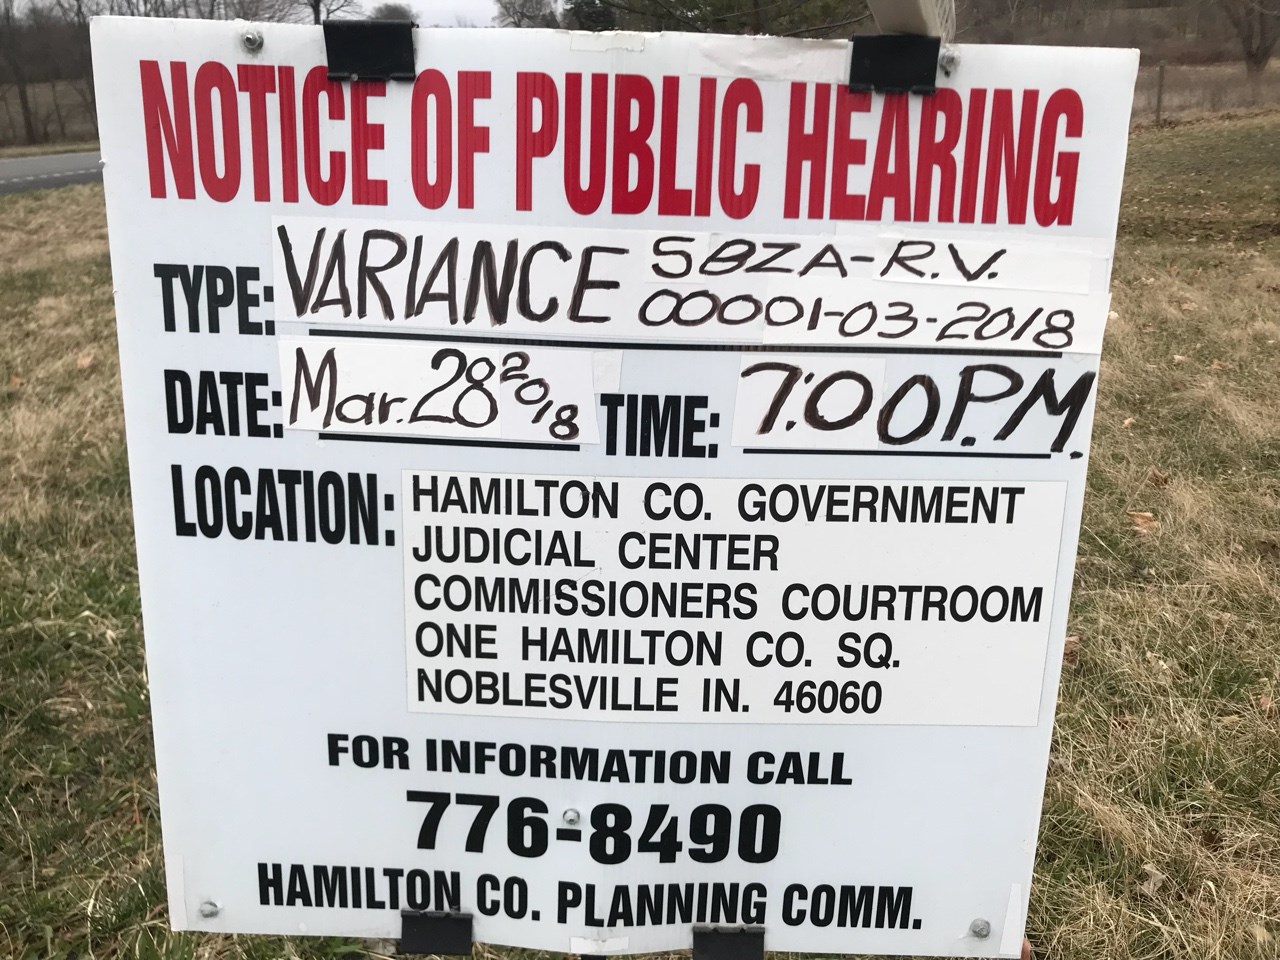 NOTICE OF PUBLIC HEARING
TYPE: VARIANCE SBZA-R.V.
00001-03-2018
DATE: Mar. 28 2018 TIME: 7:00 P.M.
LOCATION: HAMILTON CO. GOVERNMENT
JUDICIAL CENTER
COMMISSIONERS COURTROOM
ONE HAMILTON CO. SQ.
NOBLESVILLE IN. 46060
FOR INFORMATION CALL
776-8490
HAMILTON CO. PLANNING COMM.